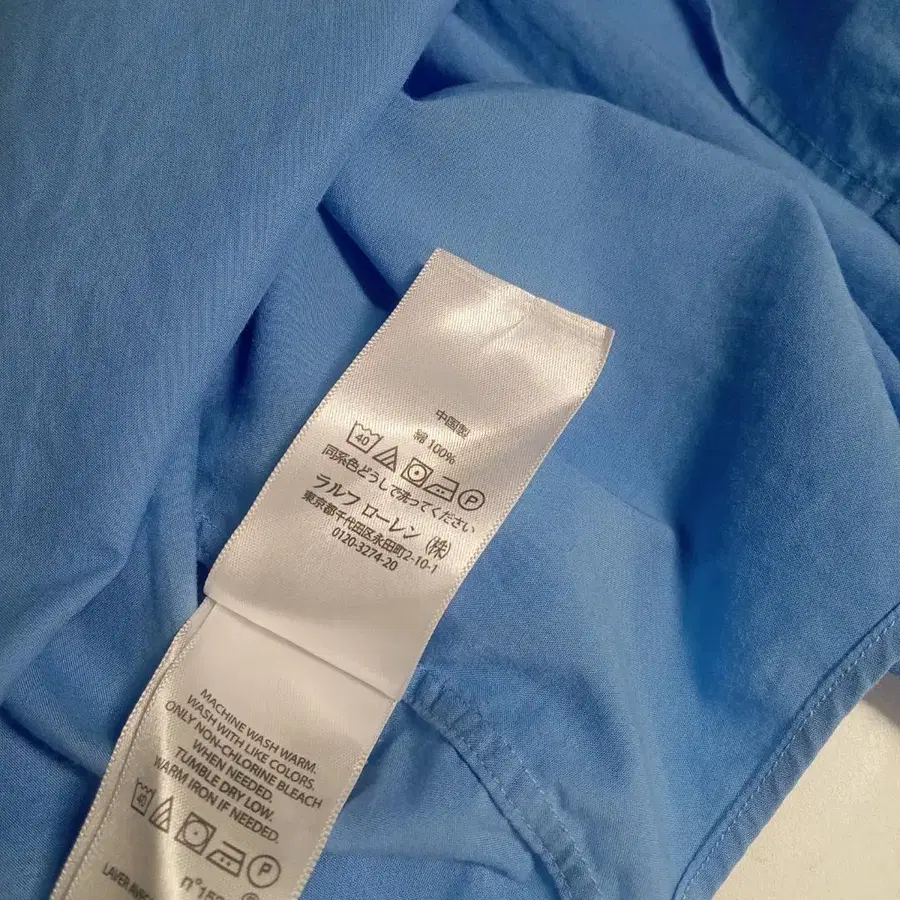 中国製
綿 100%
40 P
同系色どうしで洗ってください
ラルフ ローレン (株)
東京都千代田区永田町2-10-1
0120-3274-20
MACHINE WASH WARM.
WASH WITH LIKE COLORS.
ONLY NON-CHLORINE BLEACH
WHEN NEEDED.
TUMBLE DRY LOW.
WARM IRON IF NEEDED.
40 P
LAVER